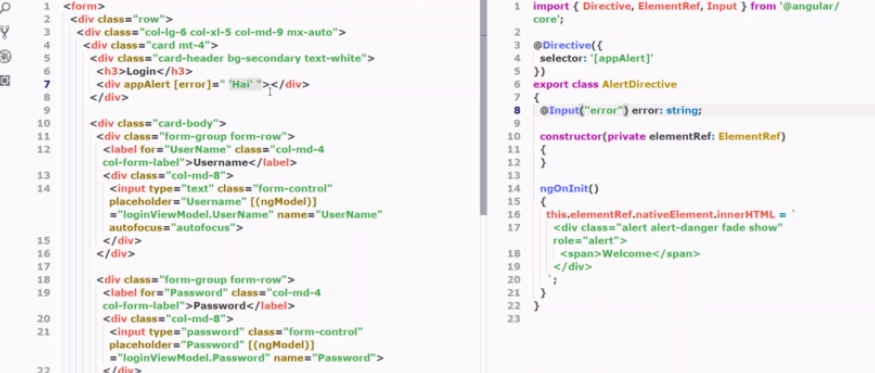 1 <form>
2 <div class="row">
3 <div class="col-lg-6 col-xl-5 col-md-9 mx-auto">
4 <div class="card mt-4">
5 <div class="card-header bg-secondary text-white">
6 <h3>Login</h3>
7 <div appAlert [error]=" 'Hai' "></div>
8 </div>
9
10 <div class="card-body">
11 <div class="form-group form-row">
12 <label for="UserName" class="col-md-4
col-form-label">Username</label>
13 <div class="col-md-8">
14 <input type="text" class="form-control"
placeholder="Username" [(ngModel)]
="loginViewModel.UserName" name="UserName"
autofocus="autofocus">
15 </div>
16 </div>
17
18 <div class="form-group form-row">
19 <label for="Password" class="col-md-4
col-form-label">Password</label>
20 <div class="col-md-8">
21 <input type="password" class="form-control"
placeholder="Password" [(ngModel)]
="loginViewModel.Password" name="Password">
22 </div>
1 import { Directive, ElementRef, Input } from '@angular/
core';
2
3 @Directive({
4 selector: '[appAlert]'
5 })
6 export class AlertDirective
7 {
8 @Input("error") error: string;
9
10 constructor(private elementRef: ElementRef)
11 {
12 }
13
14 ngOnInit()
15 {
16 this.elementRef.nativeElement.innerHTML = `
17 <div class="alert alert-danger fade show"
role="alert">
18 <span>Welcome</span>
19 </div>
20 `;
21 }
22 }
23